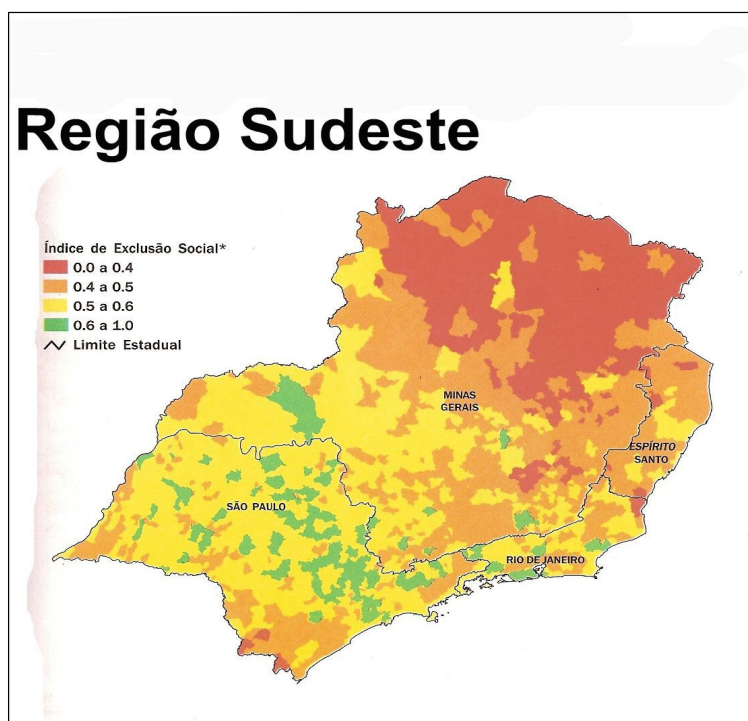 Região Sudeste
Índice de Exclusão Social*
0.0 a 0.4
0.4 a 0.5
0.5 a 0.6
0.6 a 1.0
Limite Estadual
MINAS
GERAIS
ESPÍRITO
SANTO
SÃO PAULO
RIO DE JANEIRO